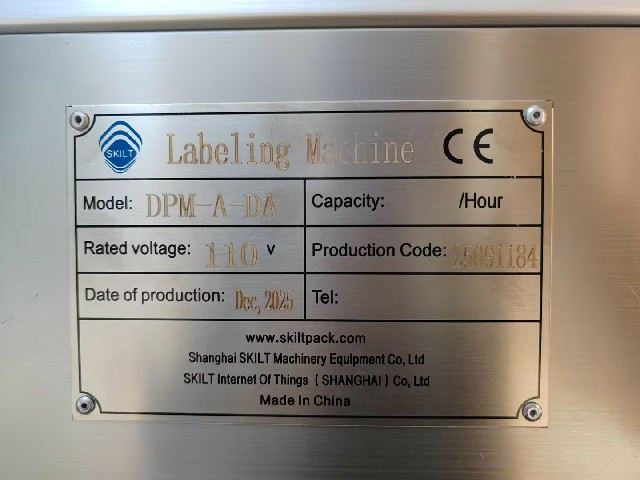 SKILT
Labeling Machine CE
Model: DPM-A-DA
Capacity: /Hour
Rated voltage: 110 V
Production Code: 25091184
Date of production: Dec, 2025
Tel:
www.skiltpack.com
Shanghai SKILT Machinery Equipment Co, Ltd
SKILT Internet Of Things ( SHANGHAI ) Co, Ltd
Made In China